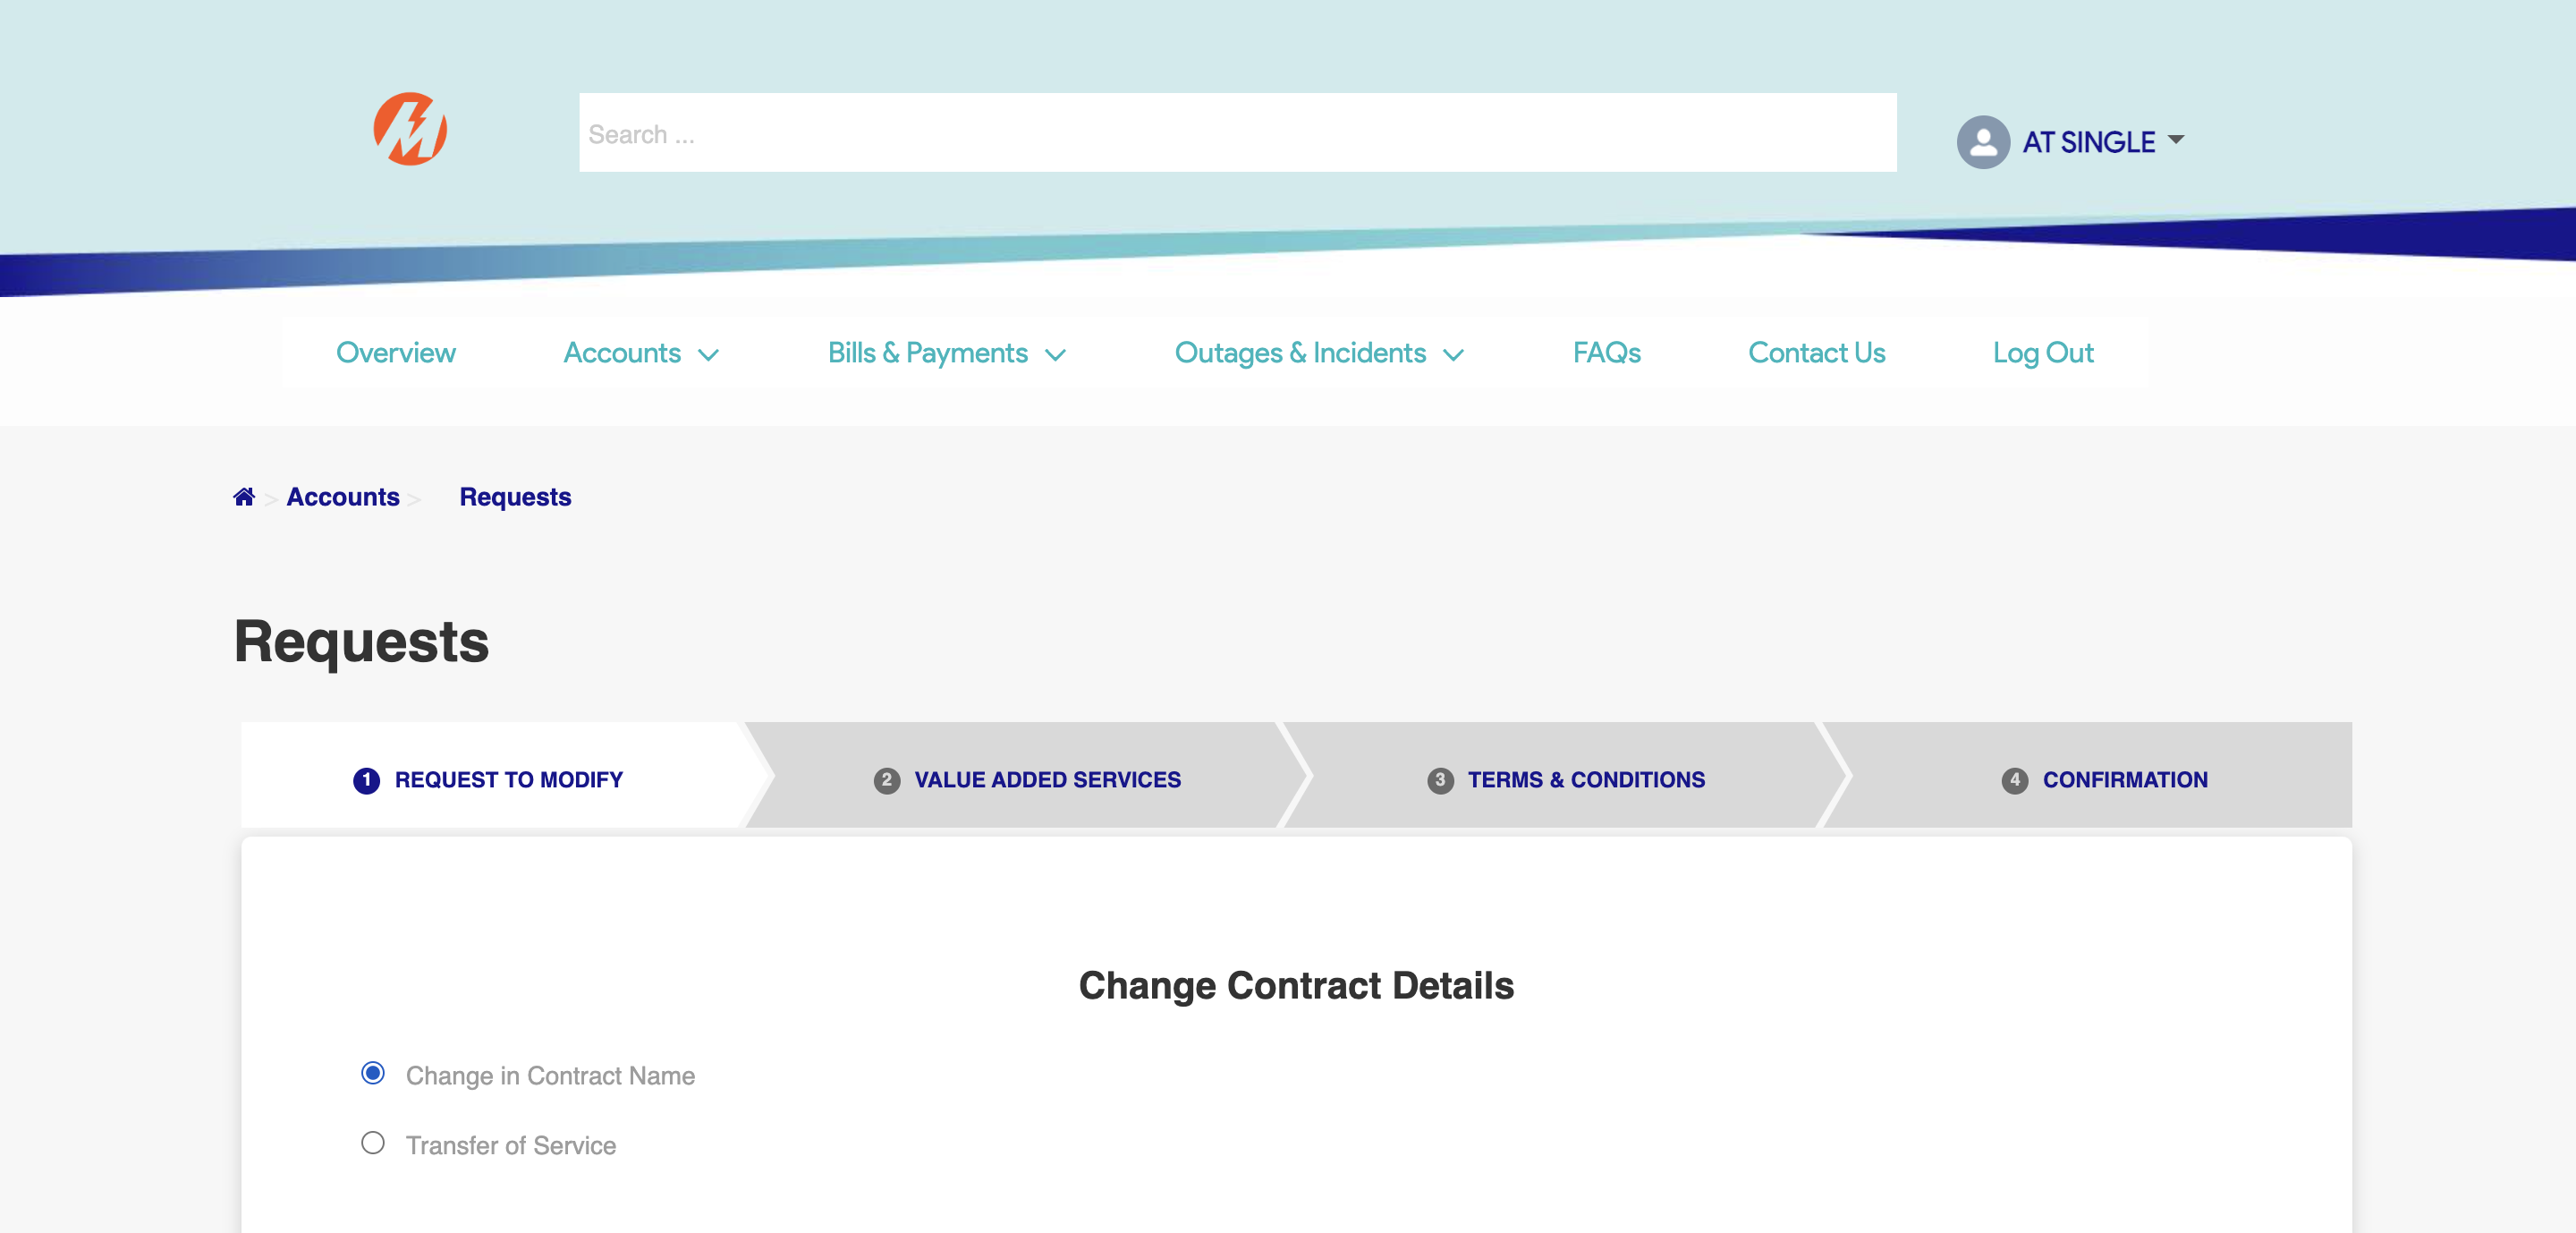 Search ...
AT SINGLE
Overview Accounts Bills & Payments Outages & Incidents FAQs Contact Us Log Out
> Accounts > Requests
Requests
1 REQUEST TO MODIFY 2 VALUE ADDED SERVICES 3 TERMS & CONDITIONS 4 CONFIRMATION
Change Contract Details
Change in Contract Name
Transfer of Service